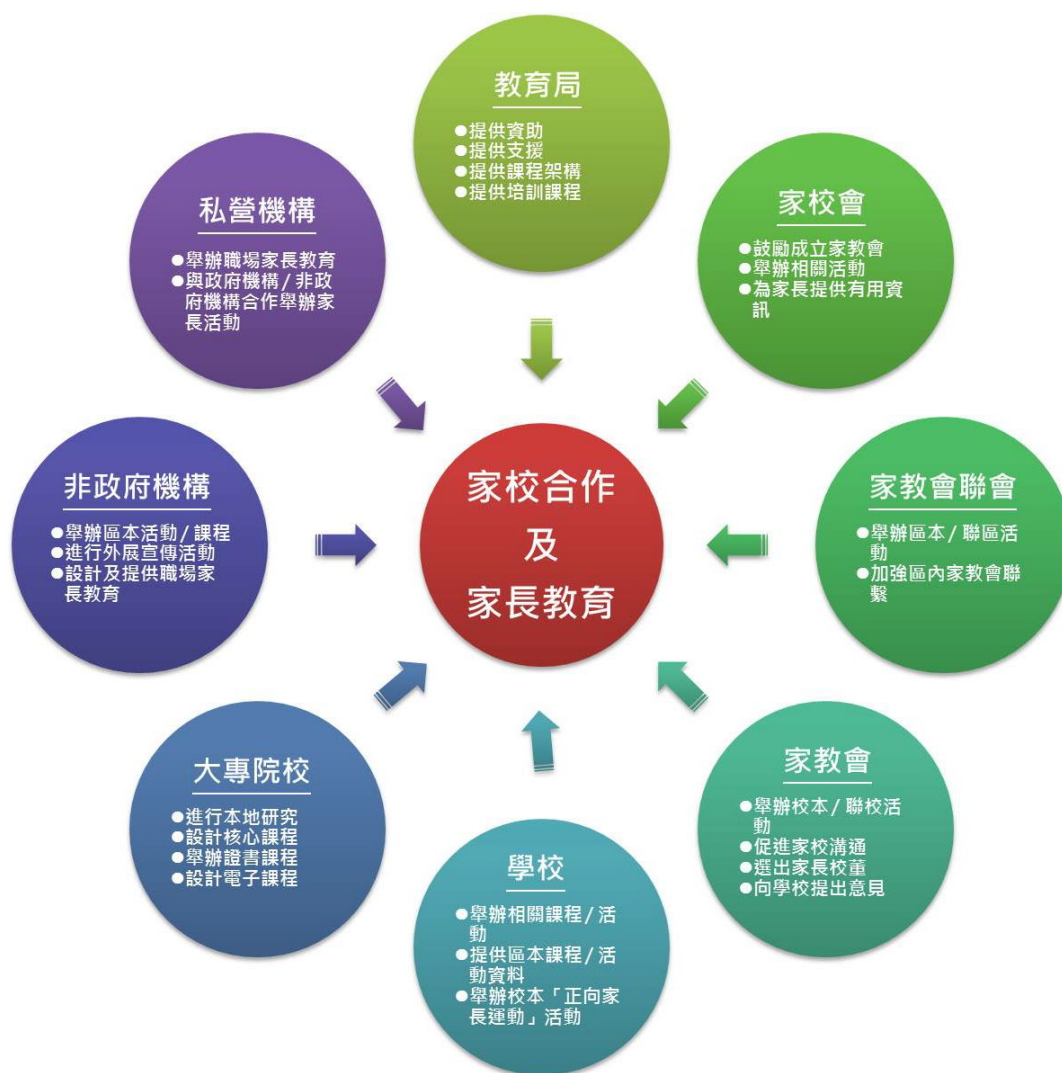 教育局
●提供資助
●提供支援
●提供課程架構
●提供培訓課程
家校會
●鼓勵成立家教會
●舉辦相關活動
●為家長提供有用資
訊
家教會聯會
●舉辦區本/聯區活
動
●加強區內家教會聯
繫
家教會
●舉辦校本/聯校活
動
●促進家校溝通
●選出家長校董
●向學校提出意見
學校
●舉辦相關課程/活
動
●提供區本課程/活
動資料
●舉辦校本「正向家
長運動」活動
大專院校
●進行本地研究
●設計核心課程
●舉辦證書課程
●設計電子課程
非政府機構
●舉辦區本活動/課程
●進行外展宣傳活動
●設計及提供職場家
長教育
私營機構
●舉辦職場家長教育
●與政府機構/非政
府機構合作舉辦家
長活動
家校合作
及
家長教育